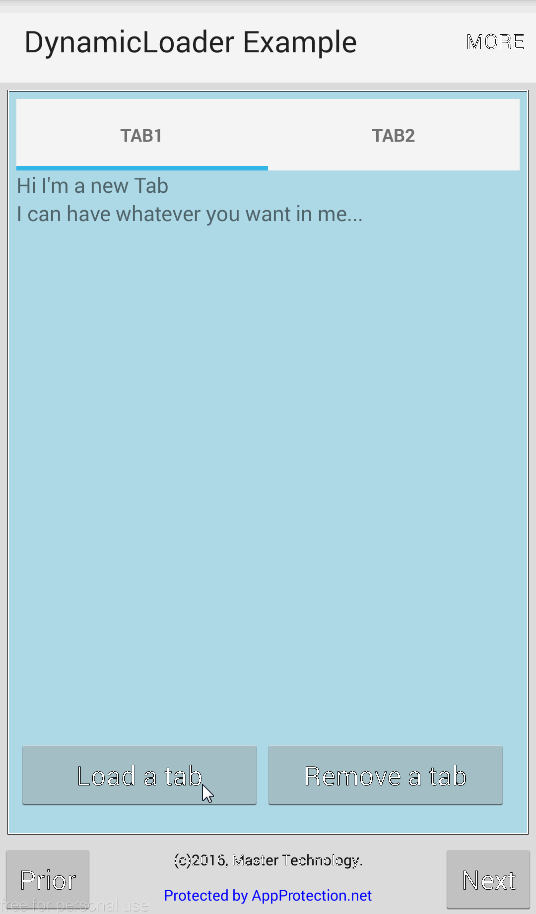 DynamicLoader Example
MORE
TAB1
TAB2
Hi I'm a new Tab
I can have whatever you want in me...
Load a tab
Remove a tab
Prior
(c)2016, Master Technology.
Next
Protected by AppProtection.net
free for personal use